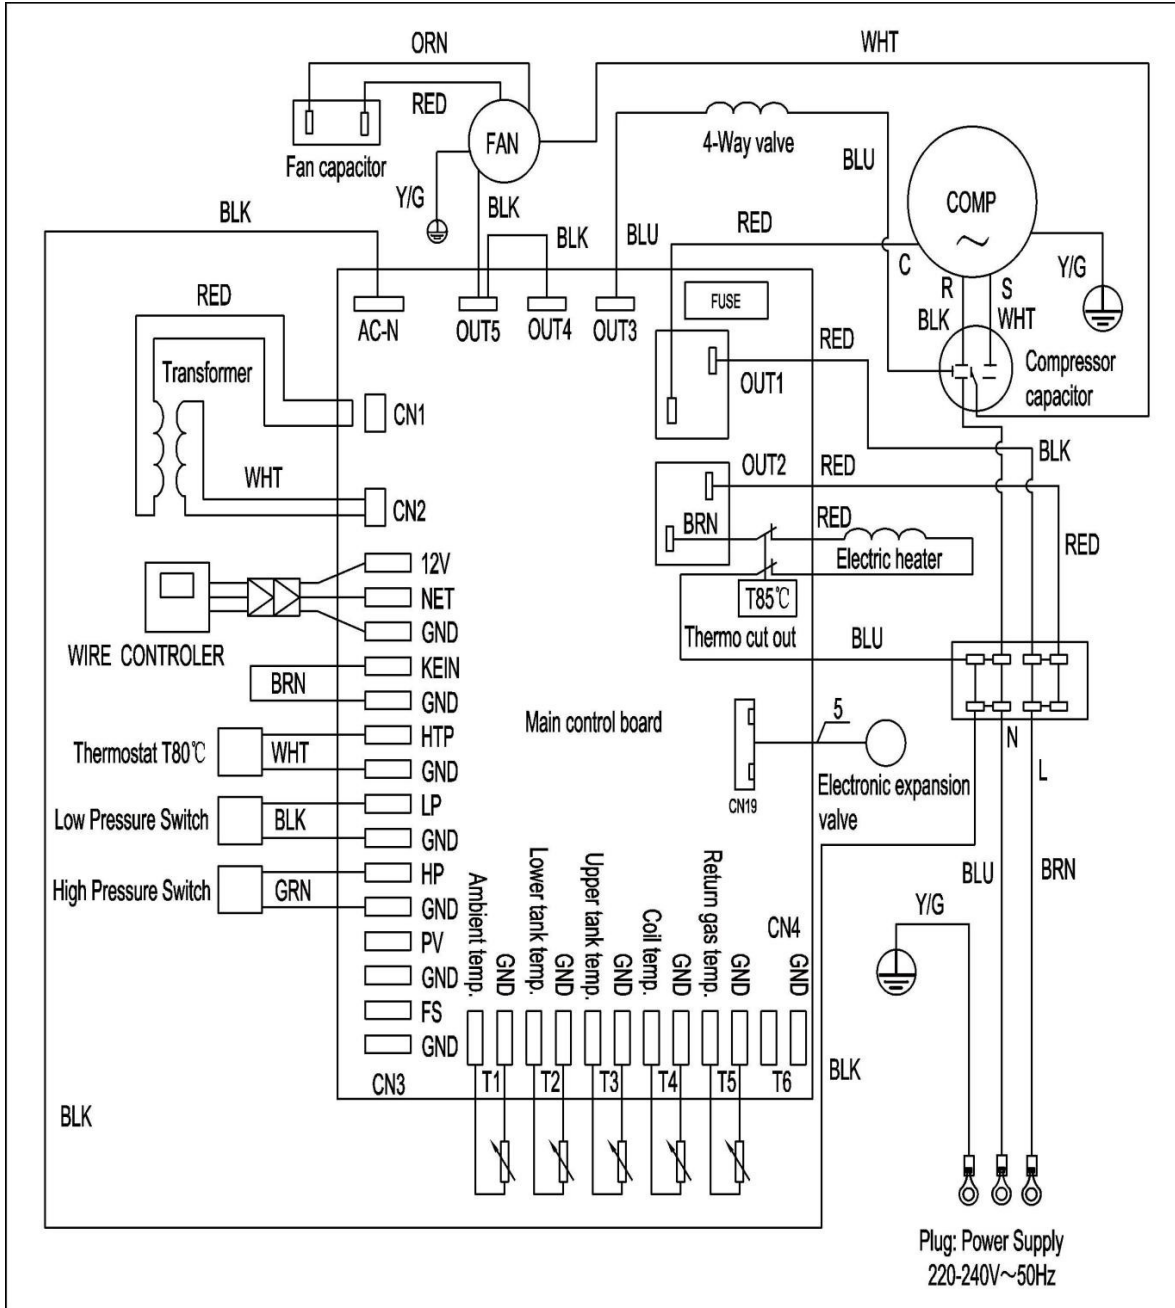 ORN
WHT
RED
FAN
Fan capacitor
4-Way valve
BLU
COMP
Y/G
BLK
BLK
BLK
BLU
RED
C
R
S
Y/G
BLK
WHT
RED
AC-N
OUT5
OUT4
OUT3
FUSE
RED
Compressor
capacitor
Transformer
OUT1
CN1
BLK
WHT
CN2
OUT2
RED
BRN
RED
Electric heater
RED
12V
NET
GND
T85℃
Thermo cut out
BLU
WIRE CONTROLER
KEIN
BRN
GND
Main control board
5
N
L
Thermostat T80℃
WHT
HTP
GND
CN19
Electronic expansion
valve
Low Pressure Switch
BLK
LP
GND
High Pressure Switch
GRN
HP
GND
PV
GND
FS
GND
CN3
Ambient temp.
GND
Lower tank temp.
GND
Upper tank temp.
GND
Coil temp.
GND
Return gas temp.
GND
CN4
GND
BLU
BRN
Y/G
T1
T2
T3
T4
T5
T6
BLK
BLK
Plug: Power Supply
220-240V～50Hz